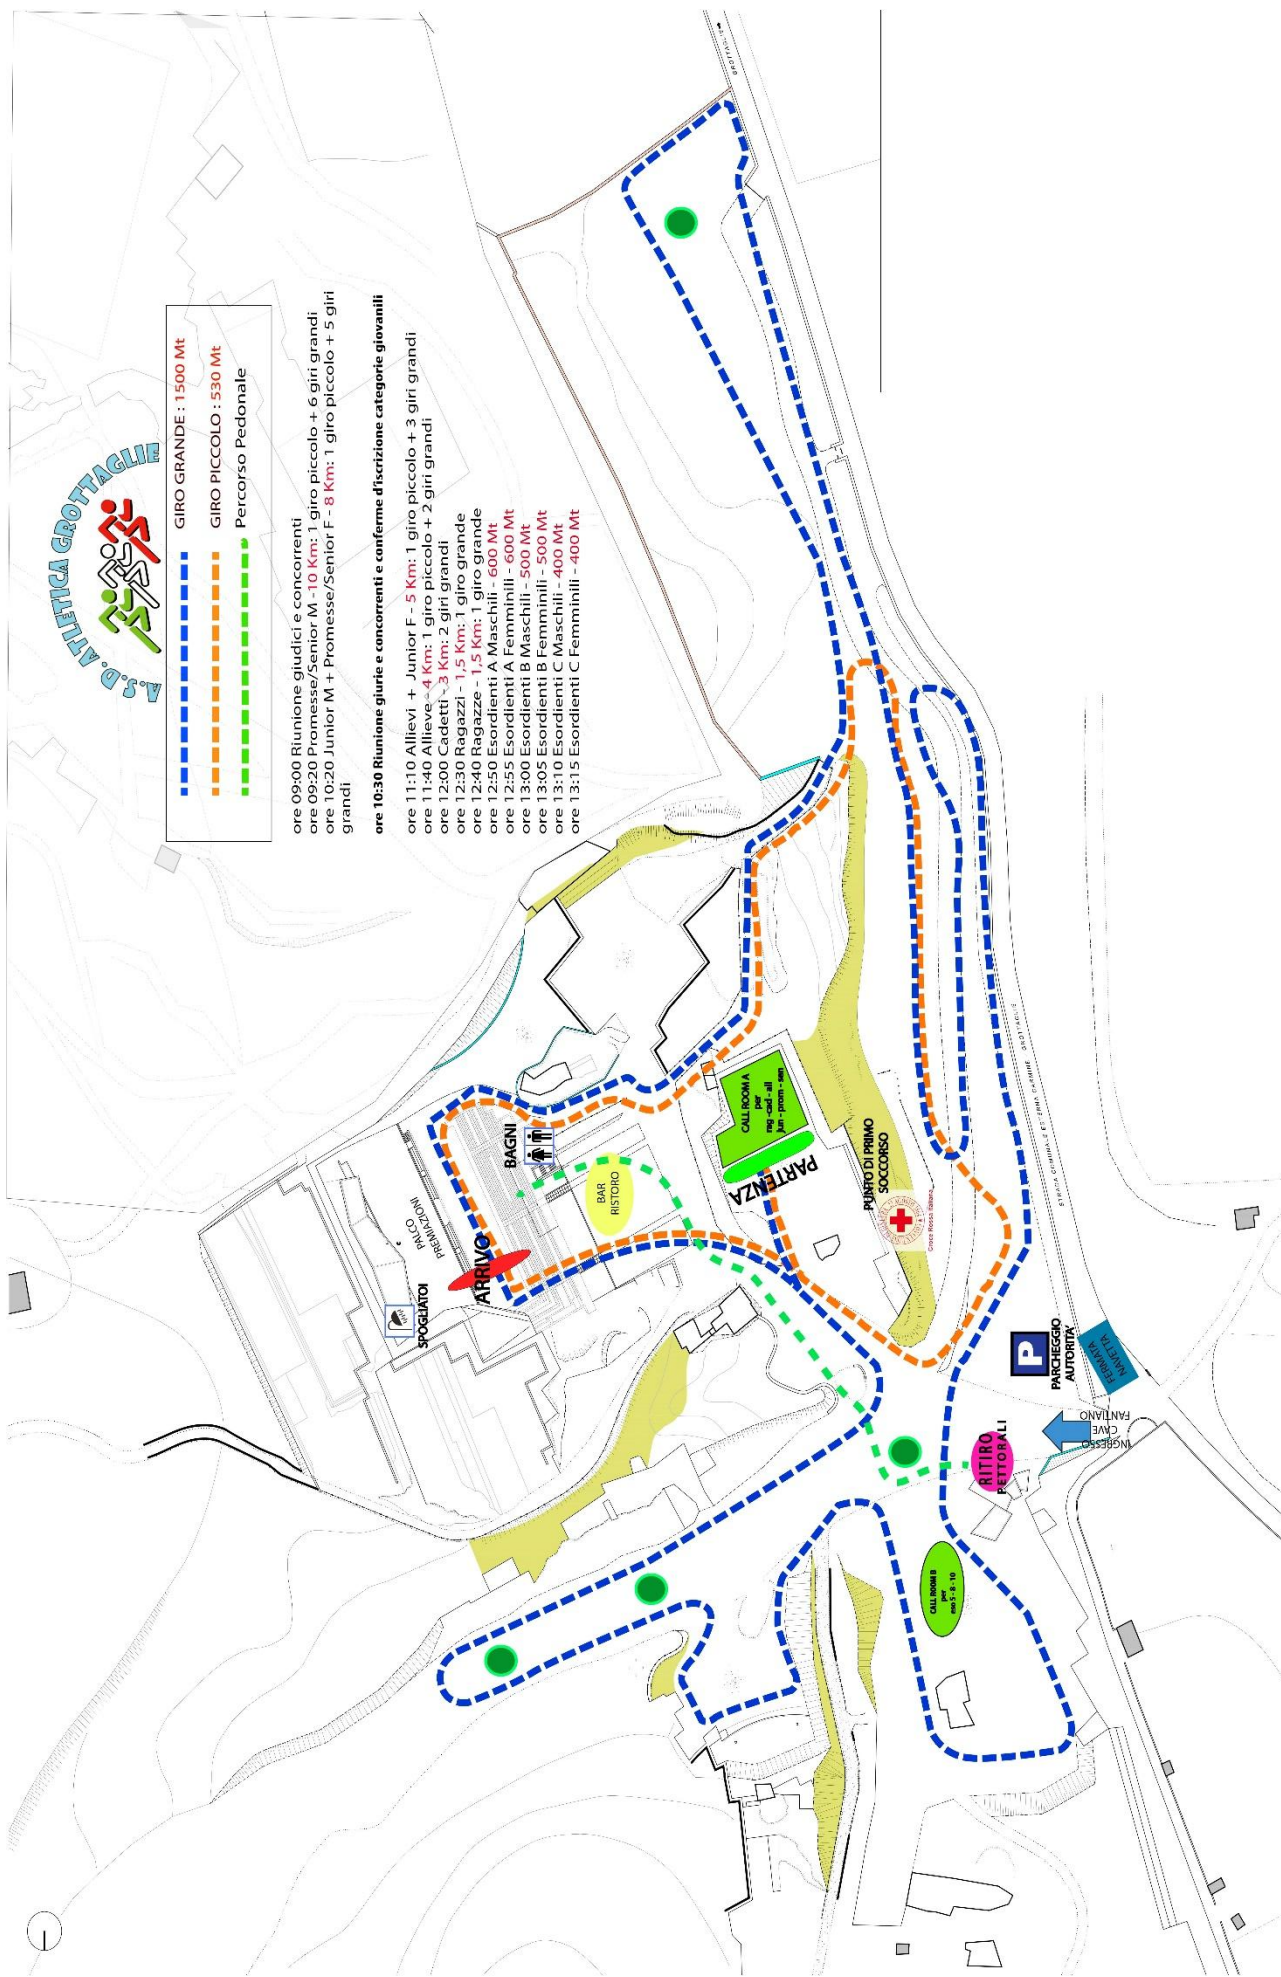 A.S.D. ATLETICA GROTTAGLIE
GIRO GRANDE : 1500 Mt
GIRO PICCOLO : 530 Mt
Percorso Pedonale
ore 09:00 Riunione giudici e concorrenti
ore 09:20 Promesse/Senior M -10 Km: 1 giro piccolo + 6 giri grandi
ore 10:20 Junior M + Promesse/Senior F - 8 Km: 1 giro piccolo + 5 giri
grandi
ore 10:30 Riunione giurie e concorrenti e conferme d'iscrizione categorie giovanili
ore 11:10 Allievi + Junior F - 5 Km: 1 giro piccolo + 3 giri grandi
ore 11:40 Allieve - 4 Km: 1 giro piccolo + 2 giri grandi
ore 12:00 Cadetti - 3 Km: 2 giri grandi
ore 12:30 Ragazzi - 1,5 Km: 1 giro grande
ore 12:40 Ragazze - 1,5 Km: 1 giro grande
ore 12:50 Esordienti A Maschili - 600 Mt
ore 12:55 Esordienti A Femminili - 600 Mt
ore 13:00 Esordienti B Maschili - 500 Mt
ore 13:05 Esordienti B Femminili - 500 Mt
ore 13:10 Esordienti C Maschili - 400 Mt
ore 13:15 Esordienti C Femminili - 400 Mt
SPOGLIATOI
PALCO
PREMIAZIONI
ARRIVO
BAGNI
BAR
RISTORO
CALL ROOM A
per
rag - cad - all
jun - prom - sen
PARTENZA
PUNTO DI PRIMO
SOCCORSO
Croce Rossa Italiana
CALL ROOM B
per
eso 5 - 8 - 10
RITIRO
PETTORALI
P
PARCHEGGIO
AUTORITA'
FERMATA
NAVETTA
INGRESSO
CAVE
FANTIANO
GROTTAGLIE